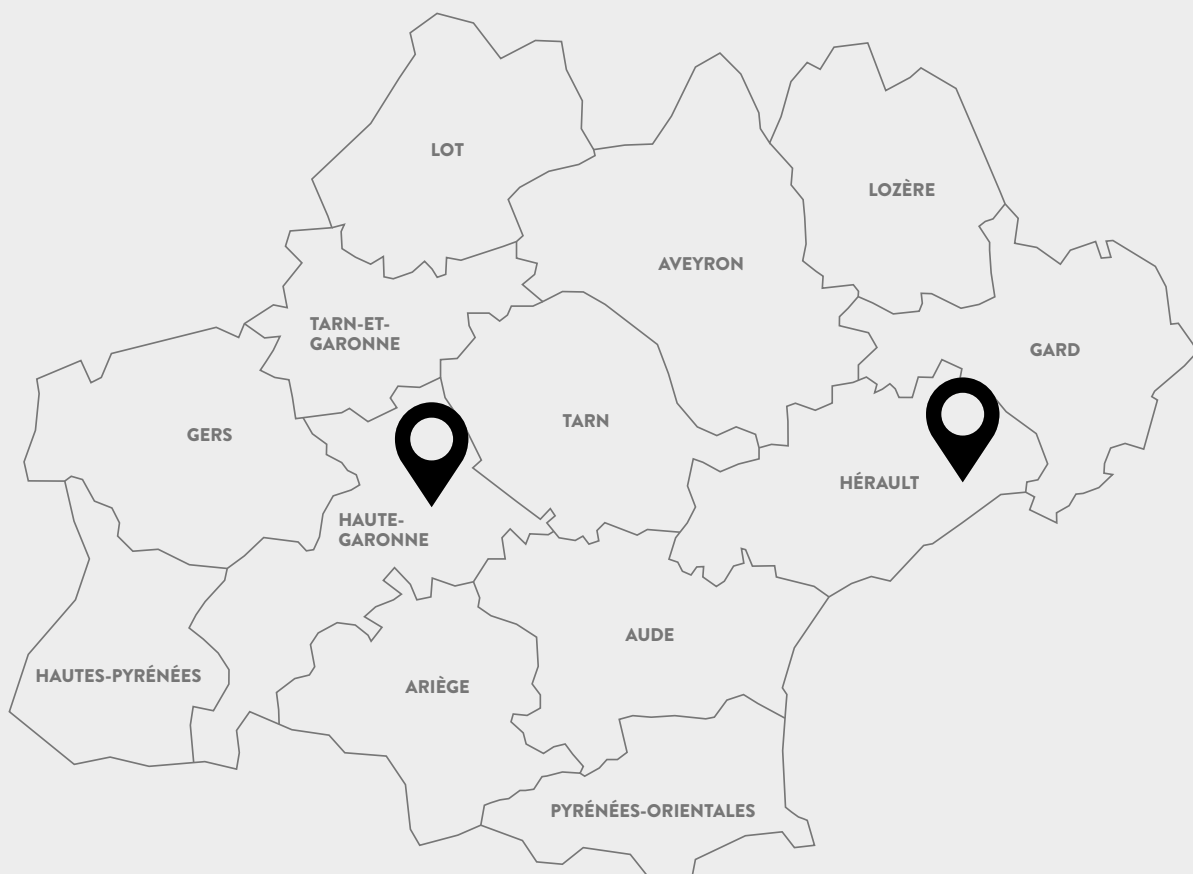 LOT
LOZÈRE
AVEYRON
TARN-ET-
GARONNE
GARD
TARN
GERS
HÉRAULT
HAUTE-
GARONNE
AUDE
HAUTES-PYRÉNÉES
ARIÈGE
PYRÉNÉES-ORIENTALES